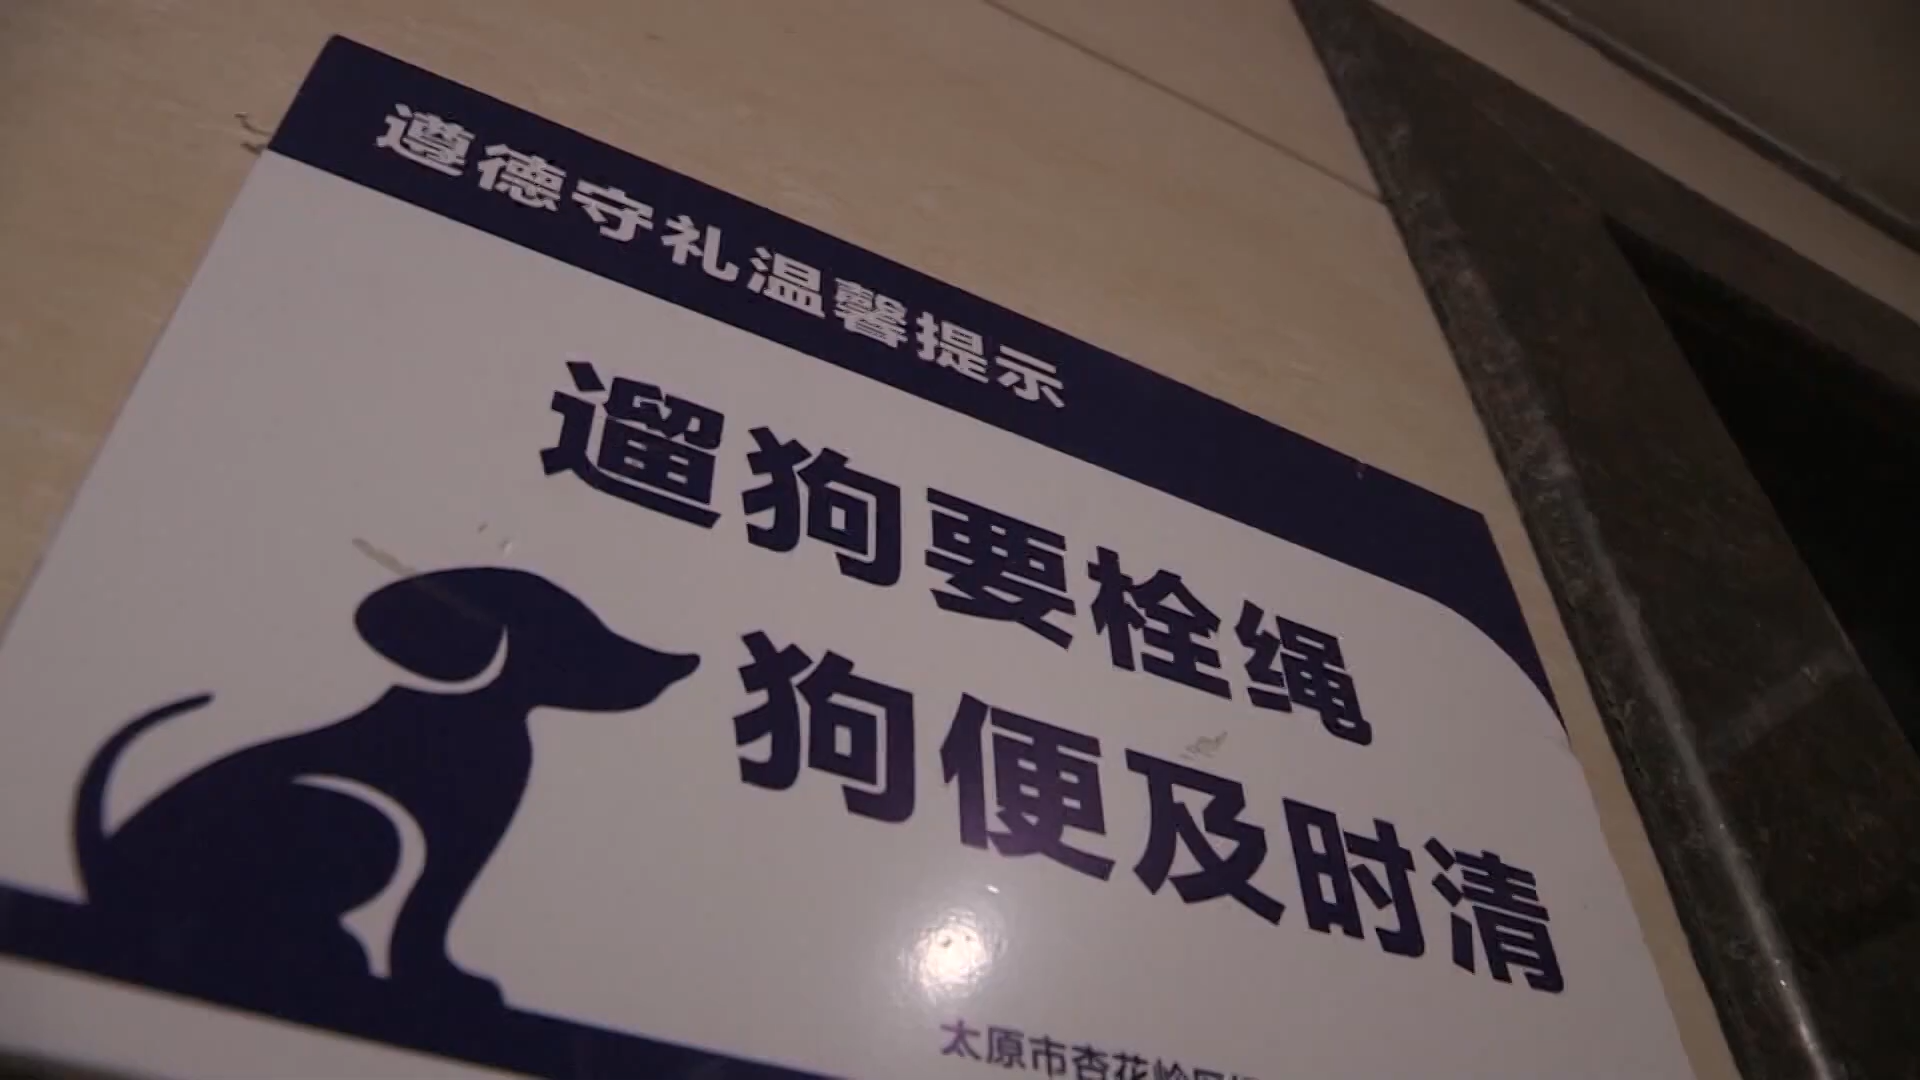 遵德守礼温馨提示
遛狗要栓绳
狗便及时清
太原市杏花岭区